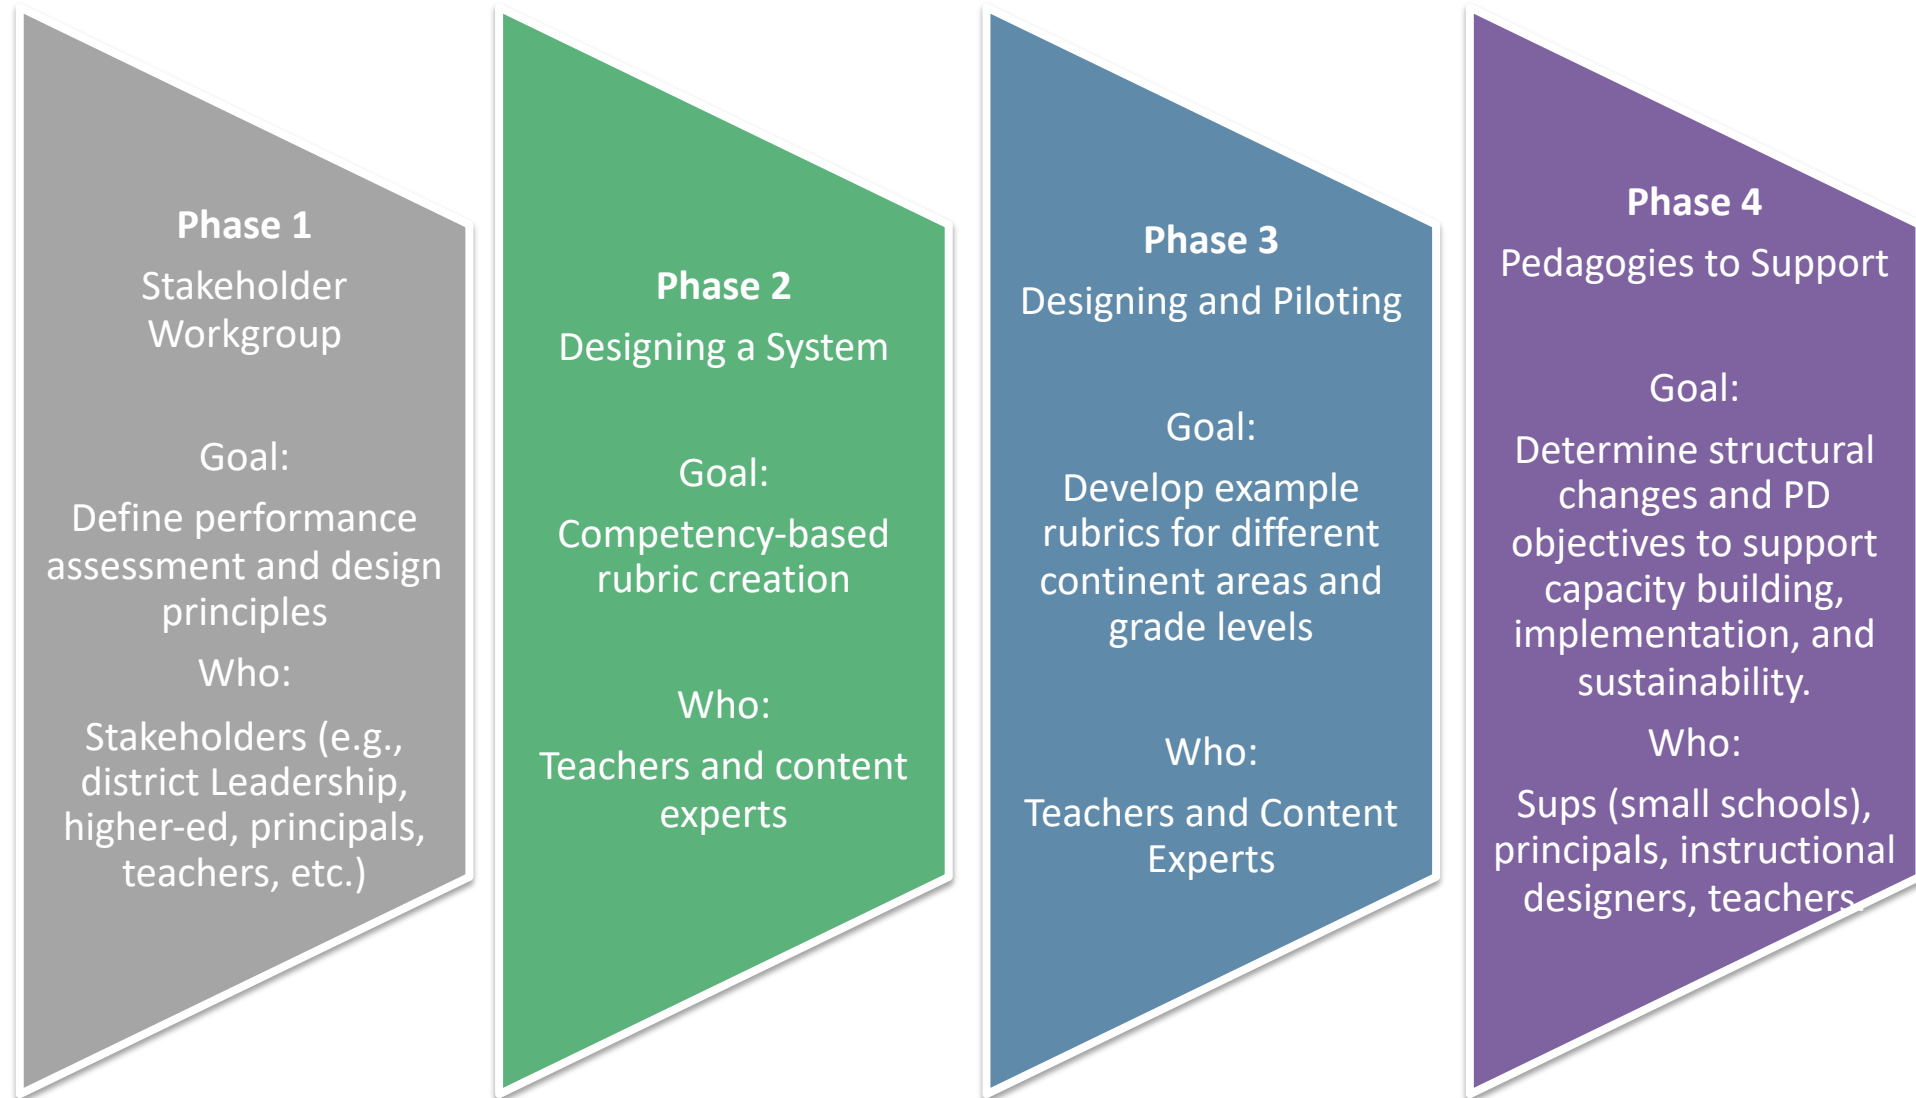 Phase 1
Stakeholder
Workgroup
Goal:
Define performance
assessment and design
principles
Who:
Stakeholders (e.g.,
district Leadership,
higher-ed, principals,
teachers, etc.)
Phase 2
Designing a System
Goal:
Competency-based
rubric creation
Who:
Teachers and content
experts
Phase 3
Designing and Piloting
Goal:
Develop example
rubrics for different
continent areas and
grade levels
Who:
Teachers and Content
Experts
Phase 4
Pedagogies to Support
Goal:
Determine structural
changes and PD
objectives to support
capacity building,
implementation, and
sustainability.
Who:
Sups (small schools),
principals, instructional
designers, teachers.